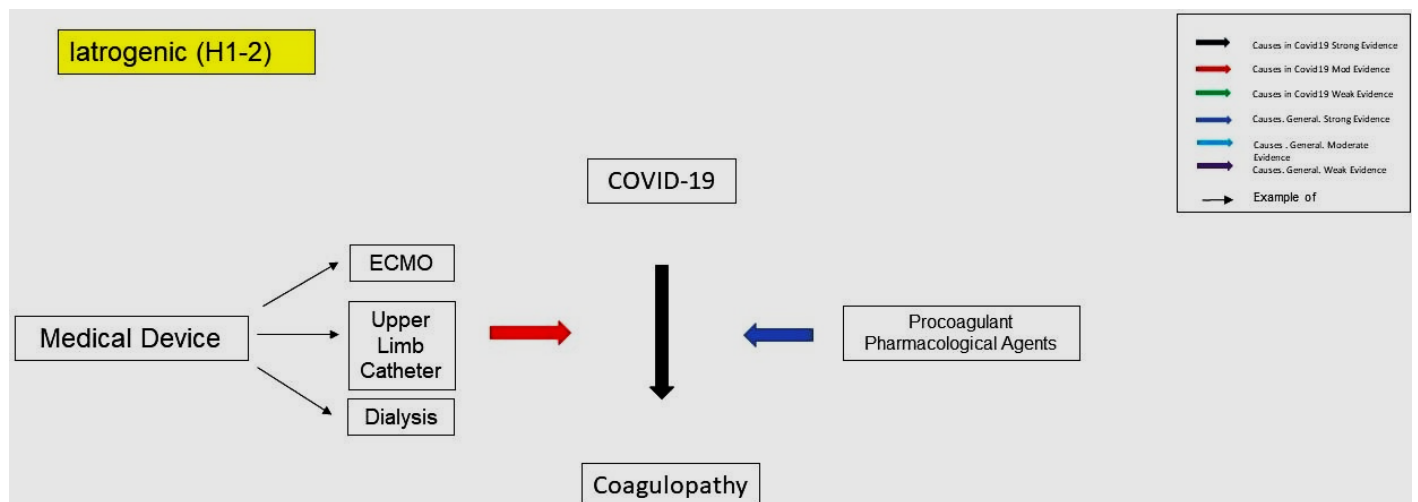 Iatrogenic (H1-2)
Causes in Covid19 Strong Evidence
Causes in Covid19 Mod Evidence
Causes in Covid19 Weak Evidence
Causes. General. Strong Evidence
Causes . General. Moderate
Evidence
Causes. General. Weak Evidence
Example of
COVID-19
ECMO
Medical Device
Upper
Limb
Catheter
Dialysis
Procoagulant
Pharmacological Agents
Coagulopathy